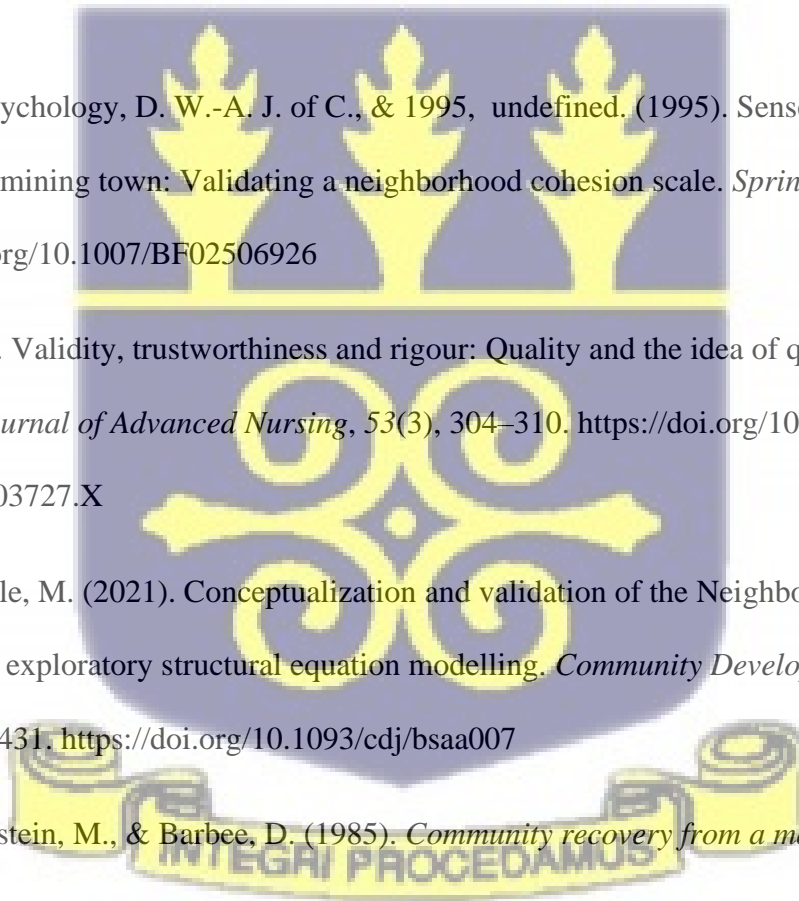 ychology, D. W.-A. J. of C., & 1995, undefined. (1995). Sense
mining town: Validating a neighborhood cohesion scale. Sprin
org/10.1007/BF02506926
. Validity, trustworthiness and rigour: Quality and the idea of q
urnal of Advanced Nursing, 53(3), 304–310. https://doi.org/10
03727.X
le, M. (2021). Conceptualization and validation of the Neighbo
exploratory structural equation modelling. Community Develo
431. https://doi.org/10.1093/cdj/bsaa007
stein, M., & Barbee, D. (1985). Community recovery from a ma
INTEGRI PROCEDAMUS